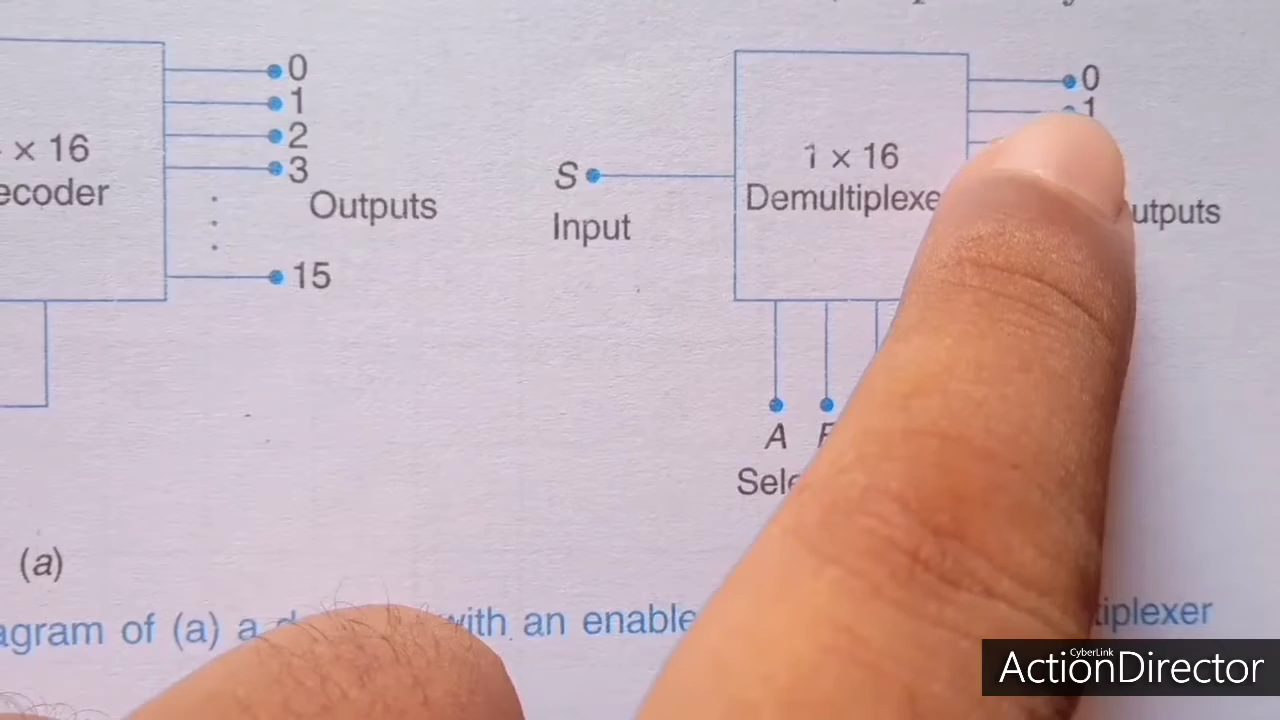 0
1
2
3
× 16
ecoder
Outputs
15
(a)
0
1
S
Input
1 × 16
Demultiplexe
utputs
A
Sele
agram of (a) a with an enable tiplexer
CyberLink
ActionDirector